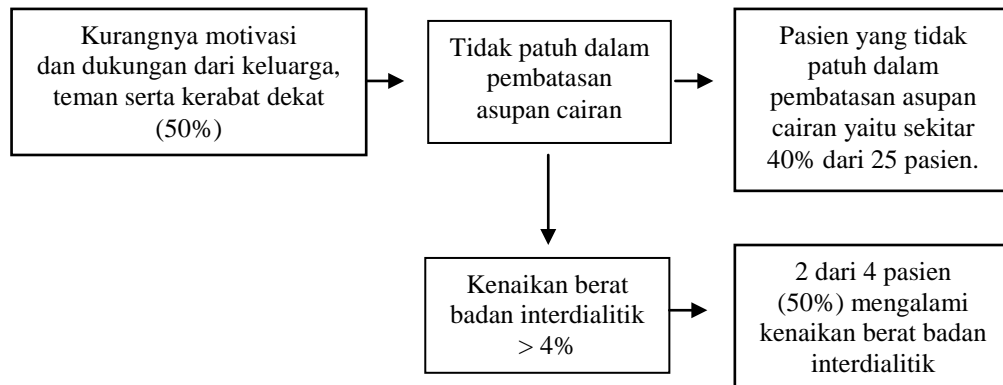 Kurangnya motivasi
dan dukungan dari keluarga,
teman serta kerabat dekat
(50%)
Tidak patuh dalam
pembatasan
asupan cairan
Pasien yang tidak
patuh dalam
pembatasan asupan
cairan yaitu sekitar
40% dari 25 pasien.
Kenaikan berat
badan interdialitik
> 4%
2 dari 4 pasien
(50%) mengalami
kenaikan berat badan
interdialitik